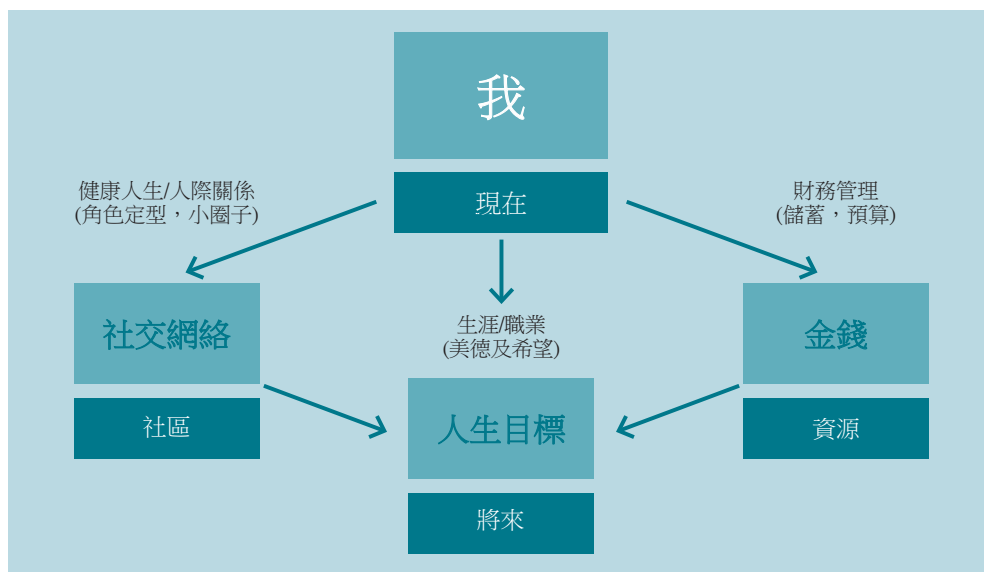 我
現在
健康人生/人際關係
(角色定型，小圈子)
財務管理
(儲蓄，預算)
社交網絡
社區
生涯/職業
(美德及希望)
金錢
資源
人生目標
將來